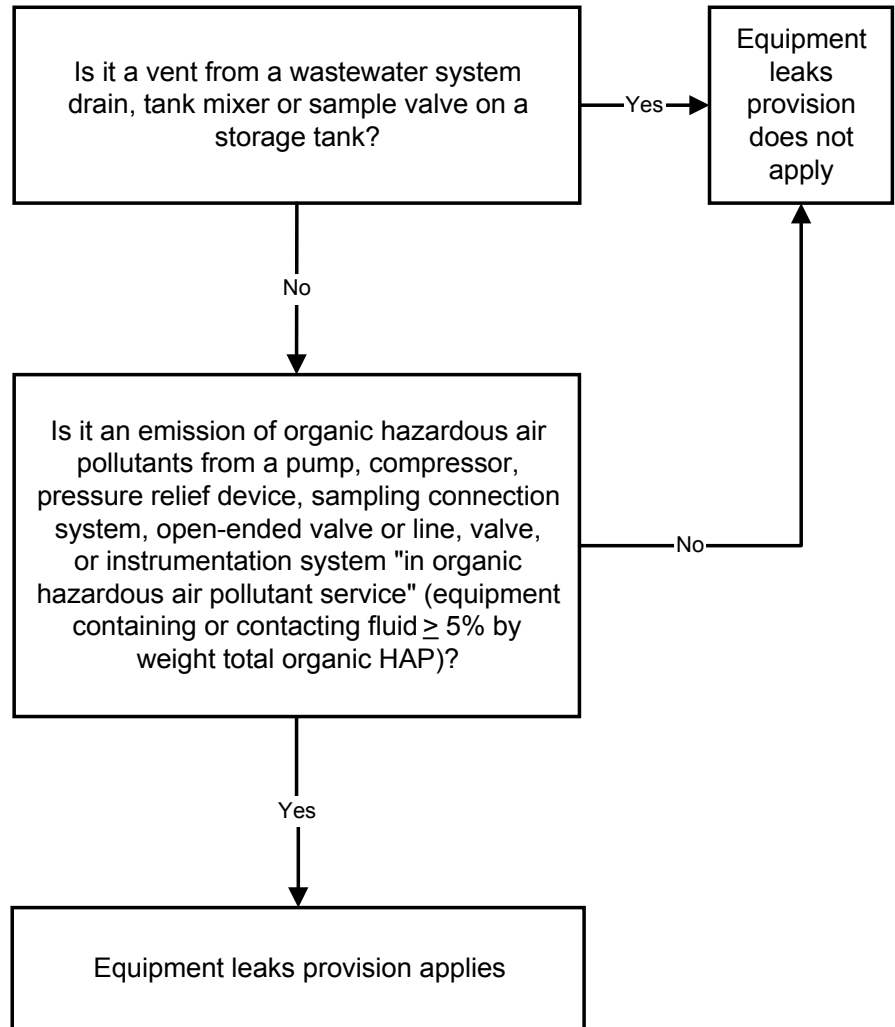 Is it a vent from a wastewater system
drain, tank mixer or sample valve on a
storage tank?
Yes
Equipment
leaks
provision
does not
apply
No
Is it an emission of organic hazardous air
pollutants from a pump, compressor,
pressure relief device, sampling connection
system, open-ended valve or line, valve,
or instrumentation system "in organic
hazardous air pollutant service" (equipment
containing or contacting fluid ≥ 5% by
weight total organic HAP)?
No
Yes
Equipment leaks provision applies